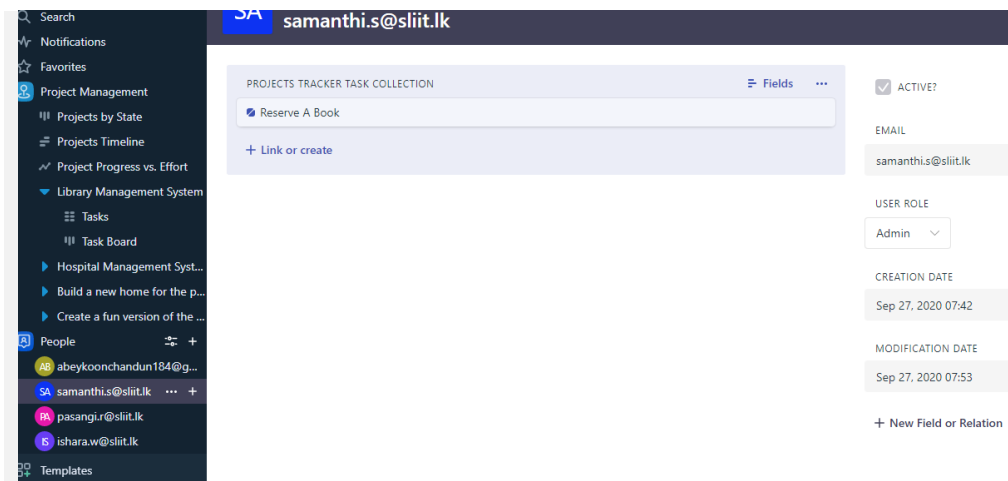 Search
Notifications
Favorites
Project Management
Projects by State
Projects Timeline
Project Progress vs. Effort
Library Management System
Tasks
Task Board
Hospital Management Syst...
Build a new home for the p...
Create a fun version of the ...
People
AB abeykoonchandun184@g...
SA samanthi.s@sliit.lk
PA pasangi.r@sliit.lk
IS ishara.w@sliit.lk
Templates
SA samanthi.s@sliit.lk
PROJECTS TRACKER TASK COLLECTION Fields
Reserve A Book
+ Link or create
ACTIVE?
EMAIL
samanthi.s@sliit.lk
USER ROLE
Admin
CREATION DATE
Sep 27, 2020 07:42
MODIFICATION DATE
Sep 27, 2020 07:53
+ New Field or Relation